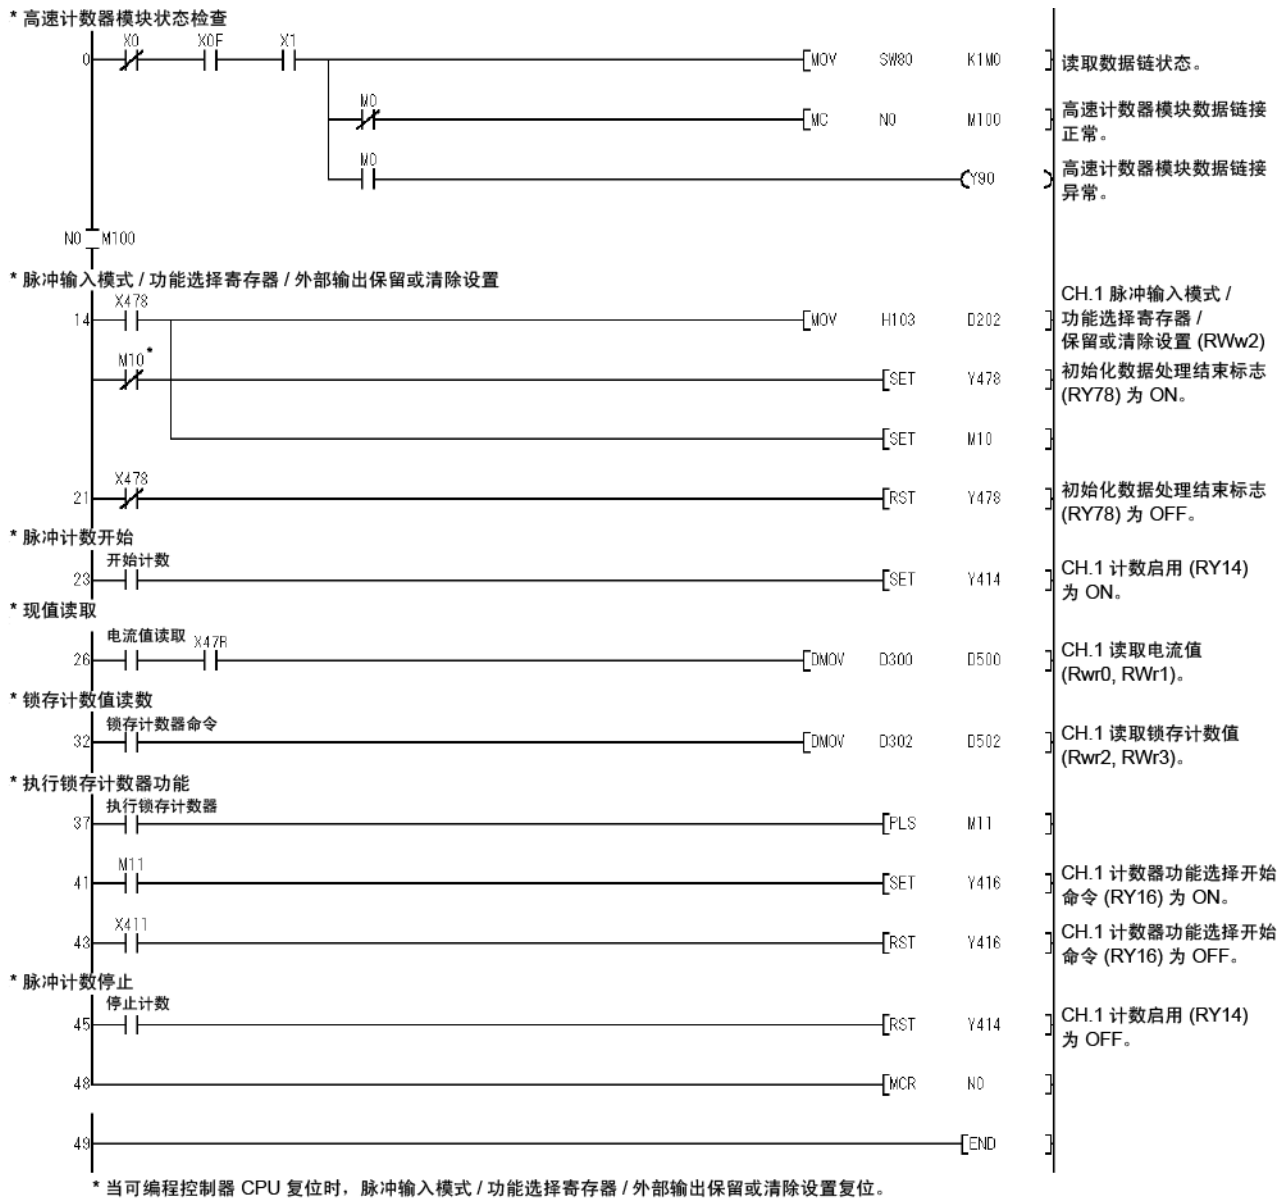 * 高速计数器模块状态检查
X0 X0F X1
0 MOV SW80 K1M0 读取数据链状态。
M0 高速计数器模块数据链接
MC N0 M100 正常。
M0 高速计数器模块数据链接
Y90 异常。
N0 M100
* 脉冲输入模式 / 功能选择寄存器 / 外部输出保留或清除设置
X478 CH.1 脉冲输入模式 /
14 MOV H103 D202 功能选择寄存器 /
保留或清除设置 (RWw2)
M10 * 初始化数据处理结束标志
SET Y478 (RY78) 为 ON。
SET M10
X478 初始化数据处理结束标志
21 RST Y478 (RY78) 为 OFF。
* 脉冲计数开始
开始计数 CH.1 计数启用 (RY14)
23 SET Y414 为 ON。
* 现值读取
电流值读取 X47B CH.1 读取电流值
26 DMOV D300 D500 (Rwr0, RWr1)。
* 锁存计数值读数
锁存计数器命令 CH.1 读取锁存计数值
32 DMOV D302 D502 (Rwr2, RWr3)。
* 执行锁存计数器功能
执行锁存计数器
37 PLS M11
M11 CH.1 计数器功能选择开始
41 SET Y416 命令 (RY16) 为 ON。
X411 CH.1 计数器功能选择开始
43 RST Y416 命令 (RY16) 为 OFF。
* 脉冲计数停止
停止计数 CH.1 计数启用 (RY14)
45 RST Y414 为 OFF。
48 MCR N0
49 END
* 当可编程控制器 CPU 复位时，脉冲输入模式 / 功能选择寄存器 / 外部输出保留或清除设置复位。